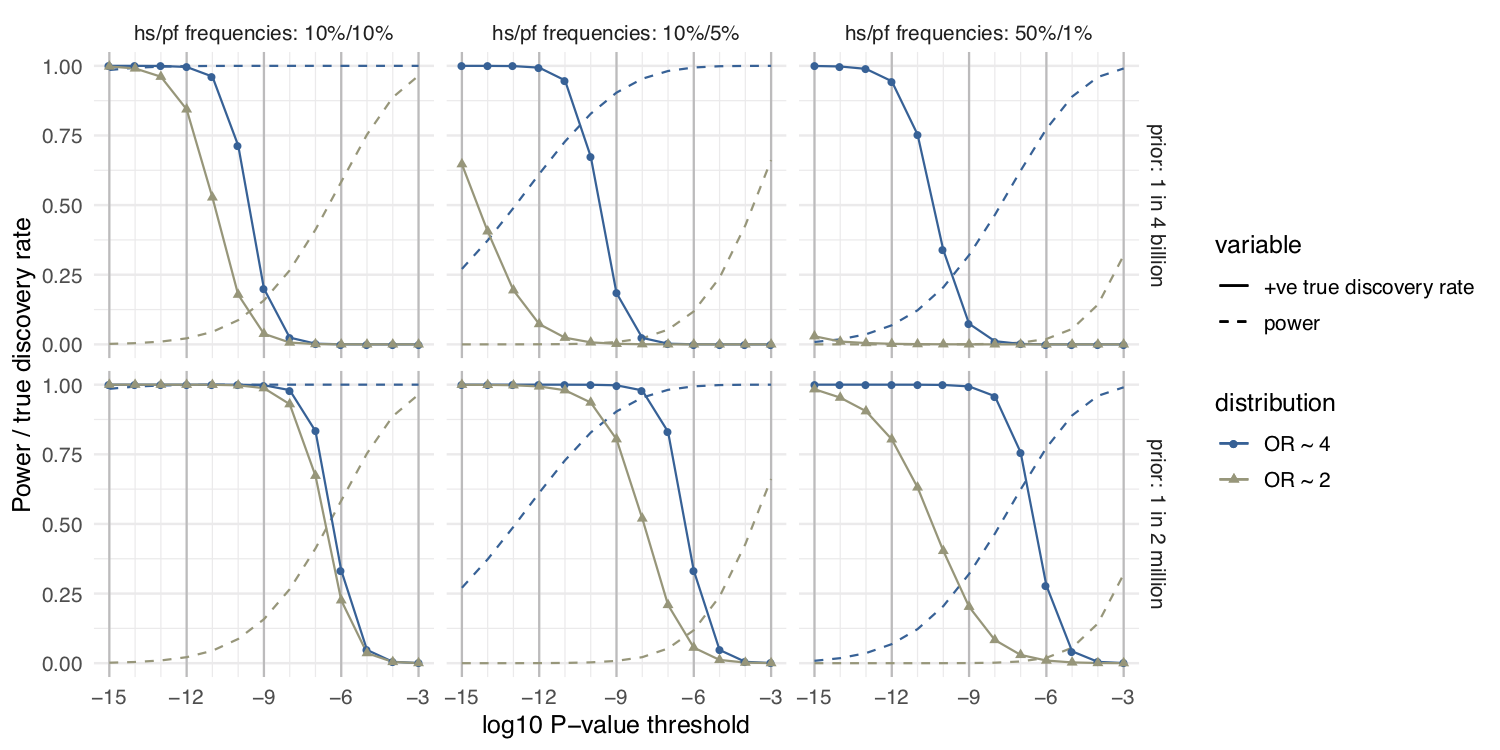 hs/pf frequencies: 10%/10%
hs/pf frequencies: 10%/5%
hs/pf frequencies: 50%/1%
Power / true discovery rate
1.00
0.75
0.50
0.25
0.00
prior: 1 in 4 billion
1.00
0.75
0.50
0.25
0.00
prior: 1 in 2 million
−15 −12 −9 −6 −3
−15 −12 −9 −6 −3
−15 −12 −9 −6 −3
log10 P−value threshold
variable
+ve true discovery rate
power
distribution
OR ~ 4
OR ~ 2